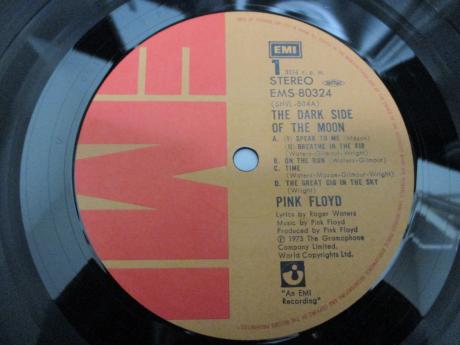 EMI
EMI
1
33⅓ r. p. m.
STEREO
EMS-80324
(SHVL-804A)
THE DARK SIDE
OF THE MOON
A. (i) SPEAK TO ME (Mason)
(ii) BREATHE IN THE AIR
(Waters-Gilmour-Wright)
B. ON THE RUN (Waters-Gilmour)
C. TIME
(Waters-Mason-Gilmour-Wright)
D. THE GREAT GIG IN THE SKY
(Wright)
PINK FLOYD
Lyrics by Roger Waters
Music by Pink Floyd
Produced by Pink Floyd
Ⓟ 1973 The Gramophone
Company Limited,
World Copyrights Ltd.
"An EMI
Recording"